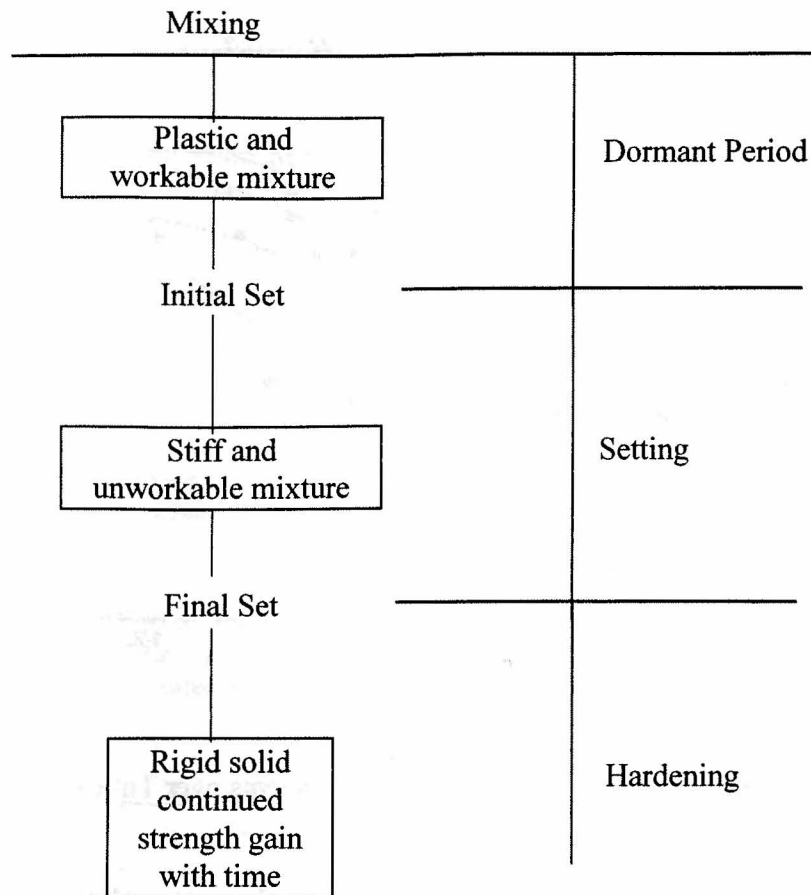 Mixing
Plastic and
workable mixture
Dormant Period
Initial Set
Stiff and
unworkable mixture
Setting
Final Set
Rigid solid
continued
strength gain
with time
Hardening